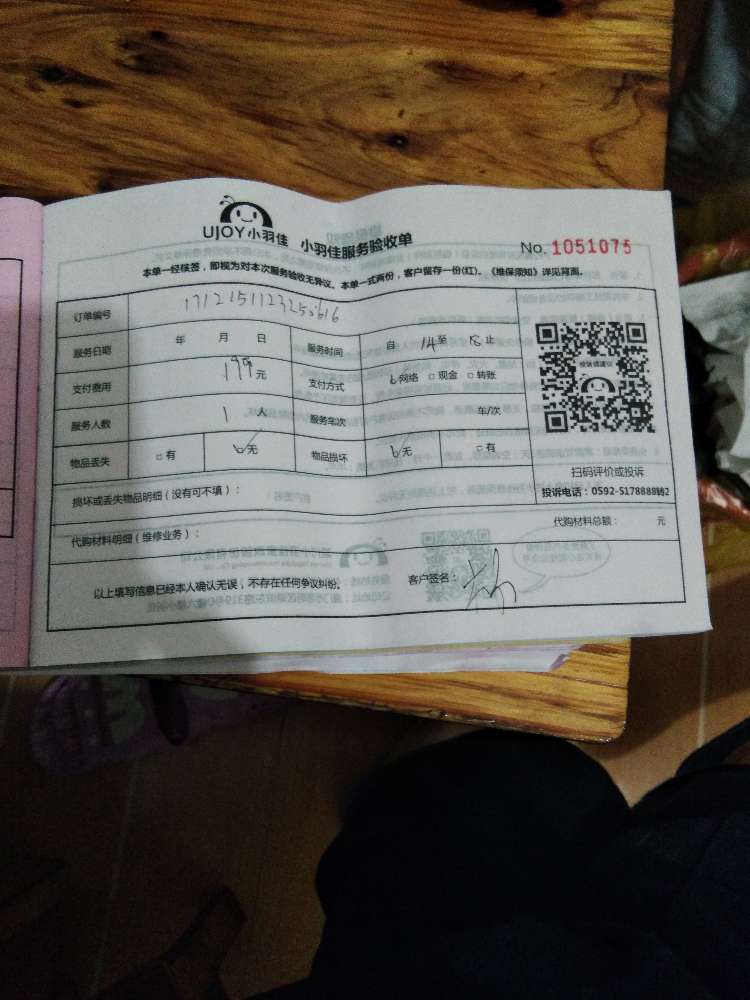 UJOY小羽佳 小羽佳服务验收单 No. 1051075
本单一经核签，即视为对本次服务验收无异议。本单一式两份，客户留存一份(红)。《维保须知》详见背面。
订单编号
服务日期 年 月 日 服务时间 自 14 至 18 止
支付费用 199 元 支付方式 网络 □ 现金 □ 转账
服务人数 1 人 服务车次 车/次
物品丢失 □ 有 无 物品损坏 无 □ 有
损坏或丢失物品明细（没有可不填）：
扫码评价或投诉
投诉电话：0592-5178888转2
代购材料明细（维修业务）： 代购材料总额： 元
以上填写信息已经本人确认无误，不存在任何争议纠纷。 客户签名：